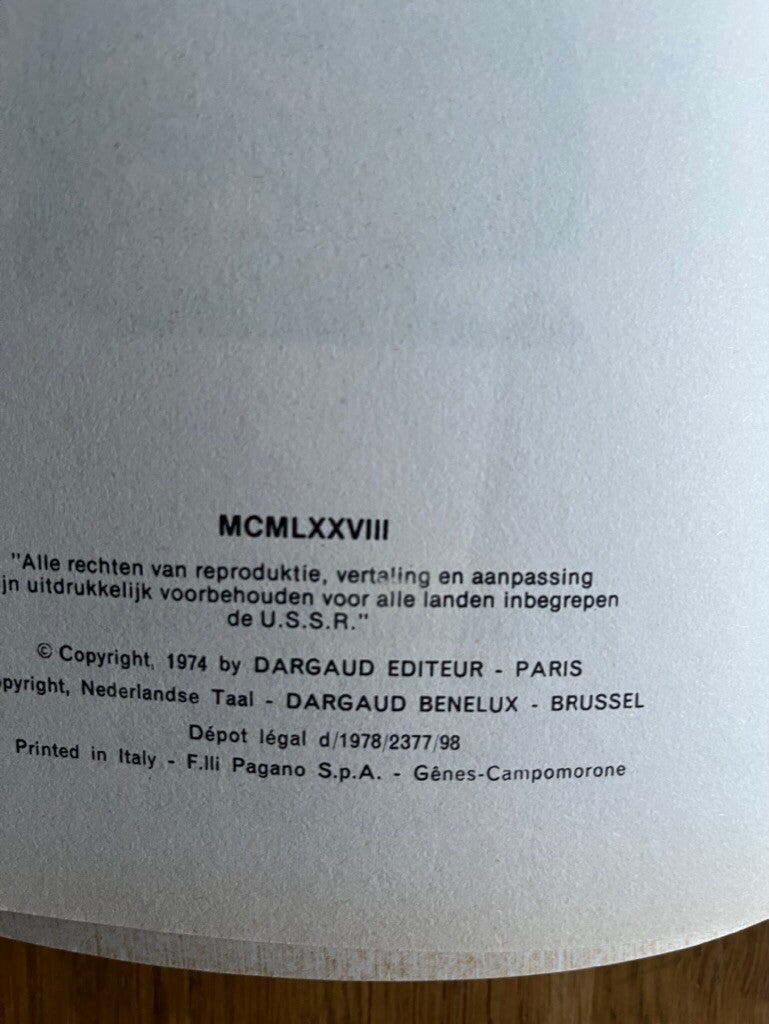 MCMLXXVIII
"Alle rechten van reproduktie, vertaling en aanpassing
jn uitdrukkelijk voorbehouden voor alle landen inbegrepen
de U.S.S.R."
© Copyright, 1974 by DARGAUD EDITEUR - PARIS
opyright, Nederlandse Taal - DARGAUD BENELUX - BRUSSEL
Dépot légal d/1978/2377/98
Printed in Italy - F.lli Pagano S.p.A. - Gênes-Campomorone